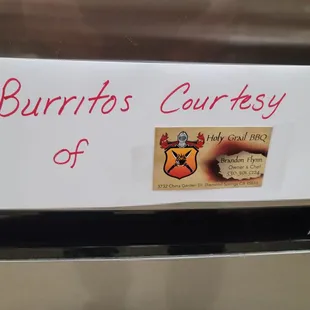 Burritos Courtesy
of
Holy Grail BBQ
Brandon Flynn
Owner & Chef